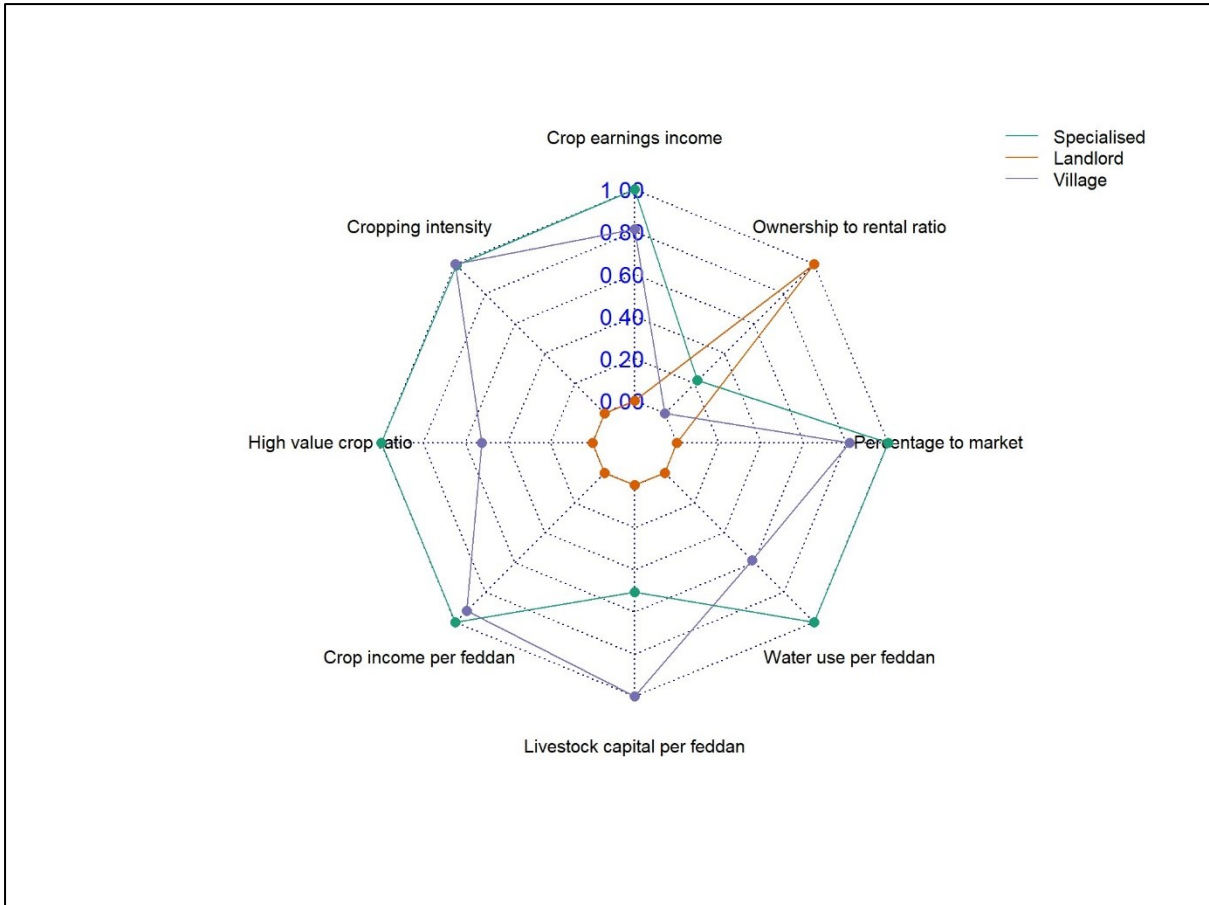 Crop earnings income
Specialised
Landlord
Village
1.00
Cropping intensity
Ownership to rental ratio
0.80
0.60
0.40
0.20
0.00
High value crop ratio
Percentage to market
Crop income per feddan
Water use per feddan
Livestock capital per feddan